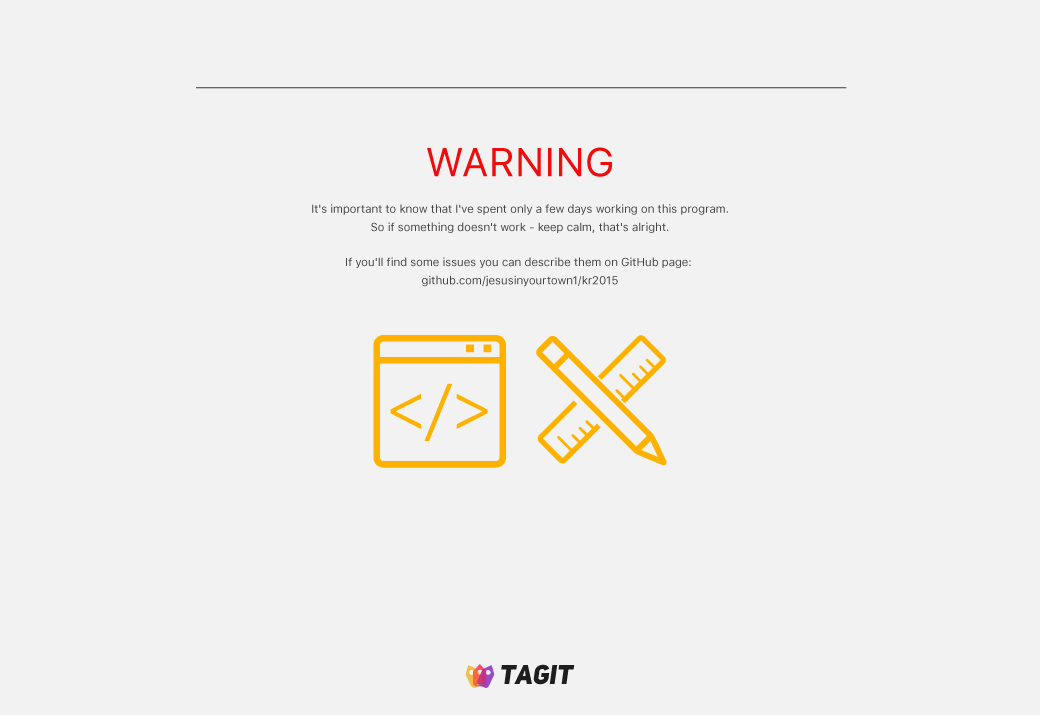 WARNING
It's important to know that I've spent only a few days working on this program.
So if something doesn't work - keep calm, that's alright.
If you'll find some issues you can describe them on GitHub page:
github.com/jesusinyourtown1/kr2015
</>
TAGIT